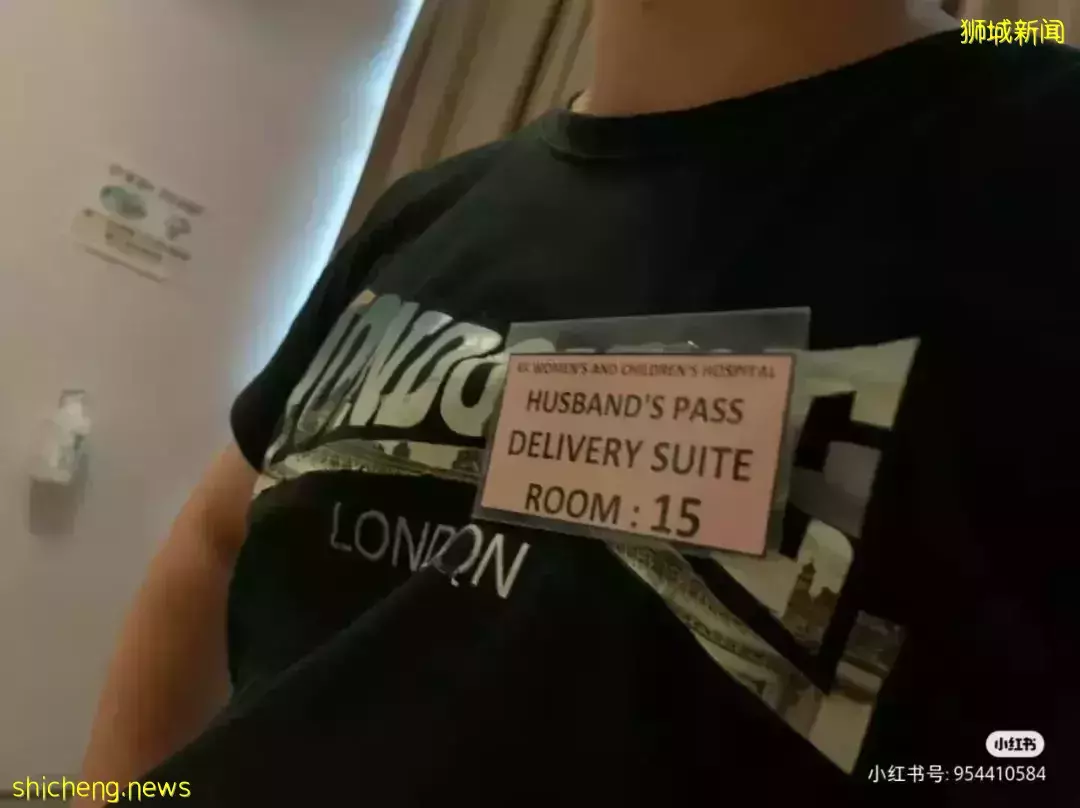 狮城新闻
LONDO
KK WOMEN'S AND CHILDREN'S HOSPITAL
HUSBAND'S PASS
DELIVERY SUITE
ROOM : 15
LONDON
小红书
小红书号: 954410584
shicheng.news